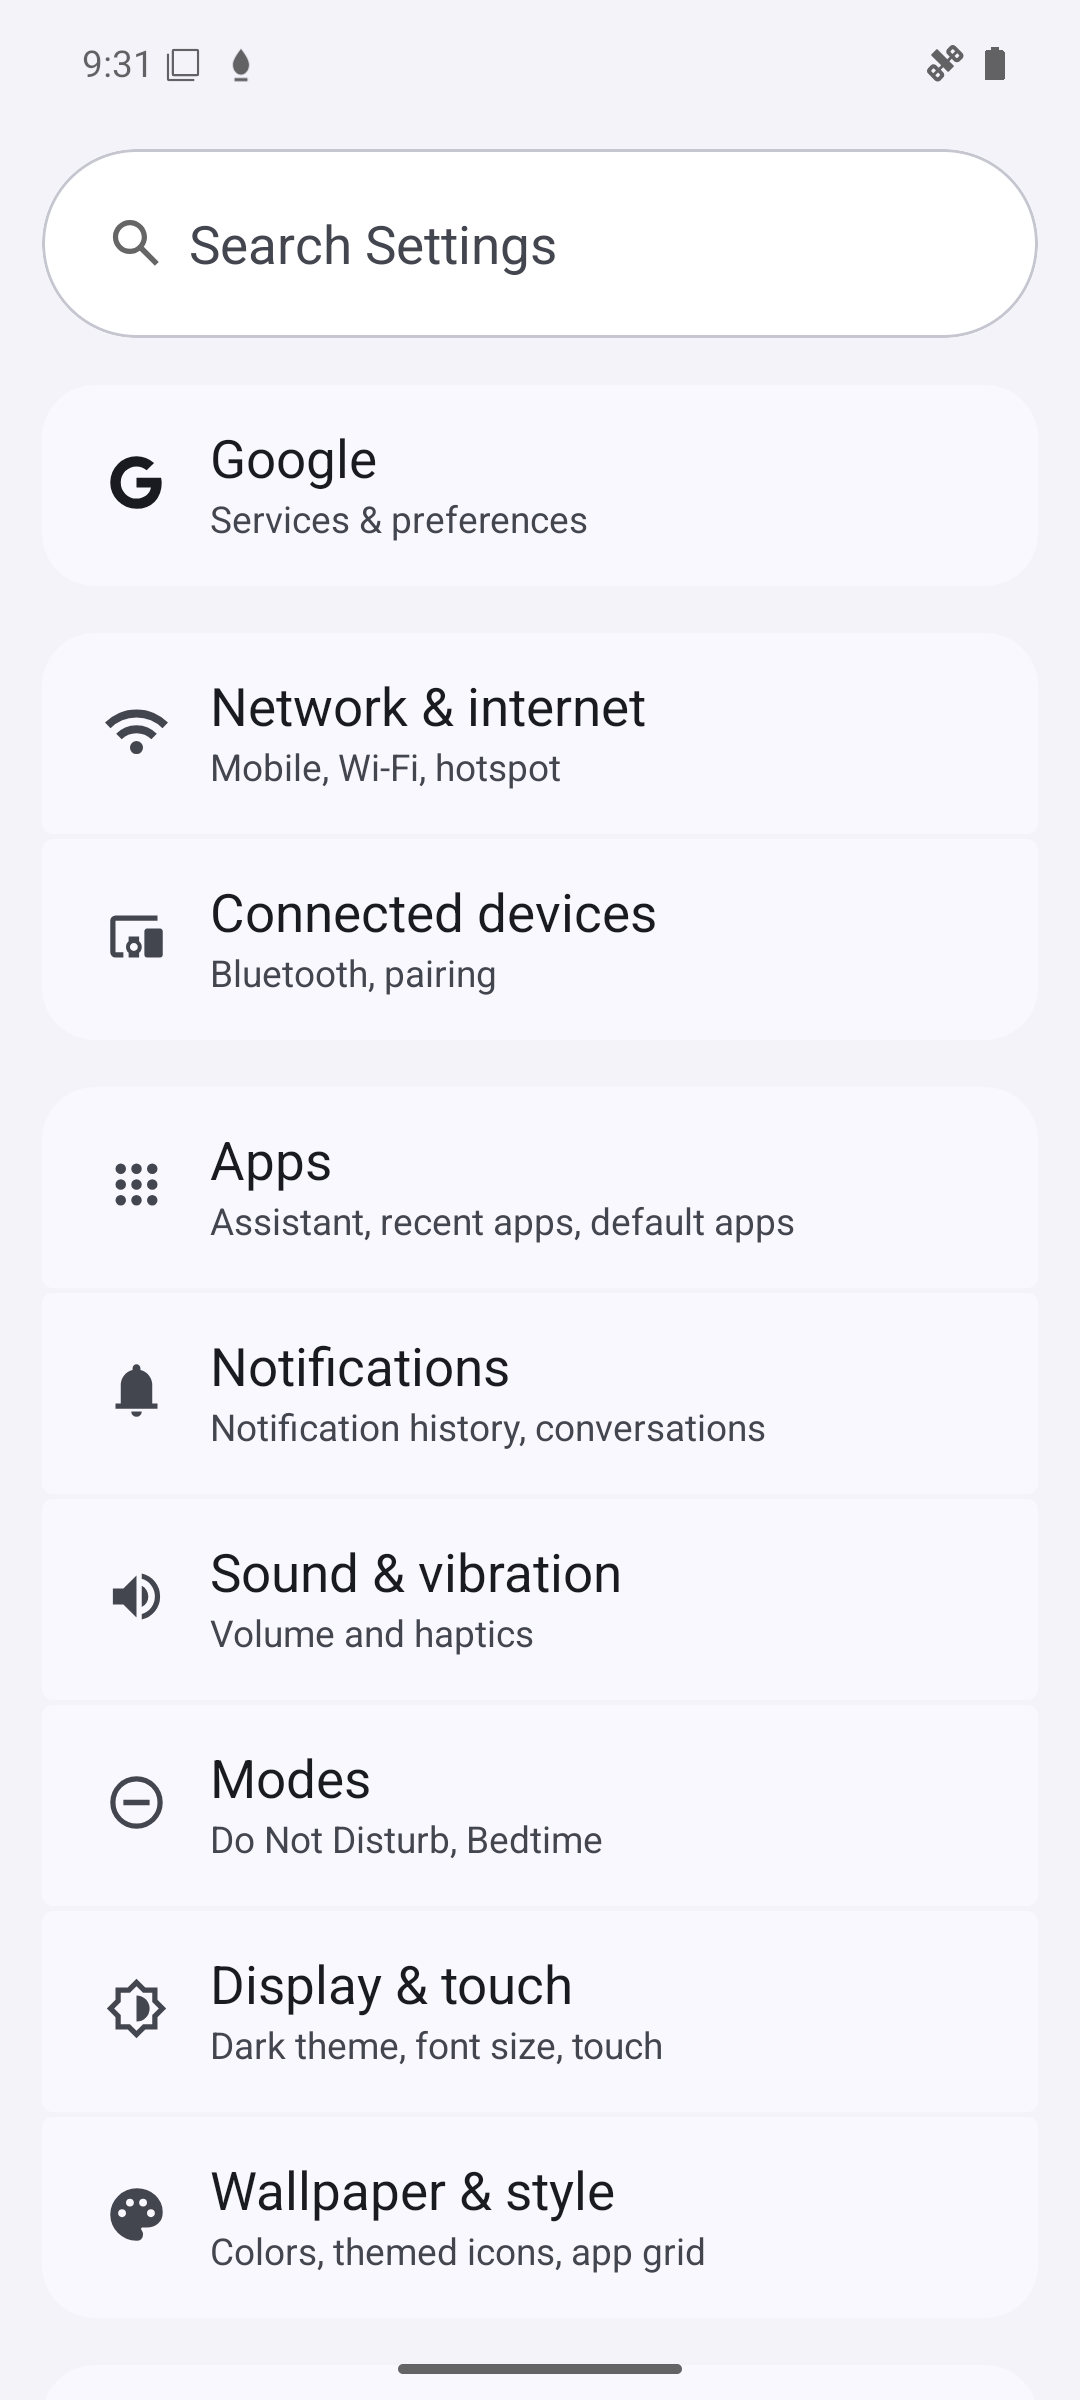 9:31
Search Settings
Google
Services & preferences
Network & internet
Mobile, Wi-Fi, hotspot
Connected devices
Bluetooth, pairing
Apps
Assistant, recent apps, default apps
Notifications
Notification history, conversations
Sound & vibration
Volume and haptics
Modes
Do Not Disturb, Bedtime
Display & touch
Dark theme, font size, touch
Wallpaper & style
Colors, themed icons, app grid